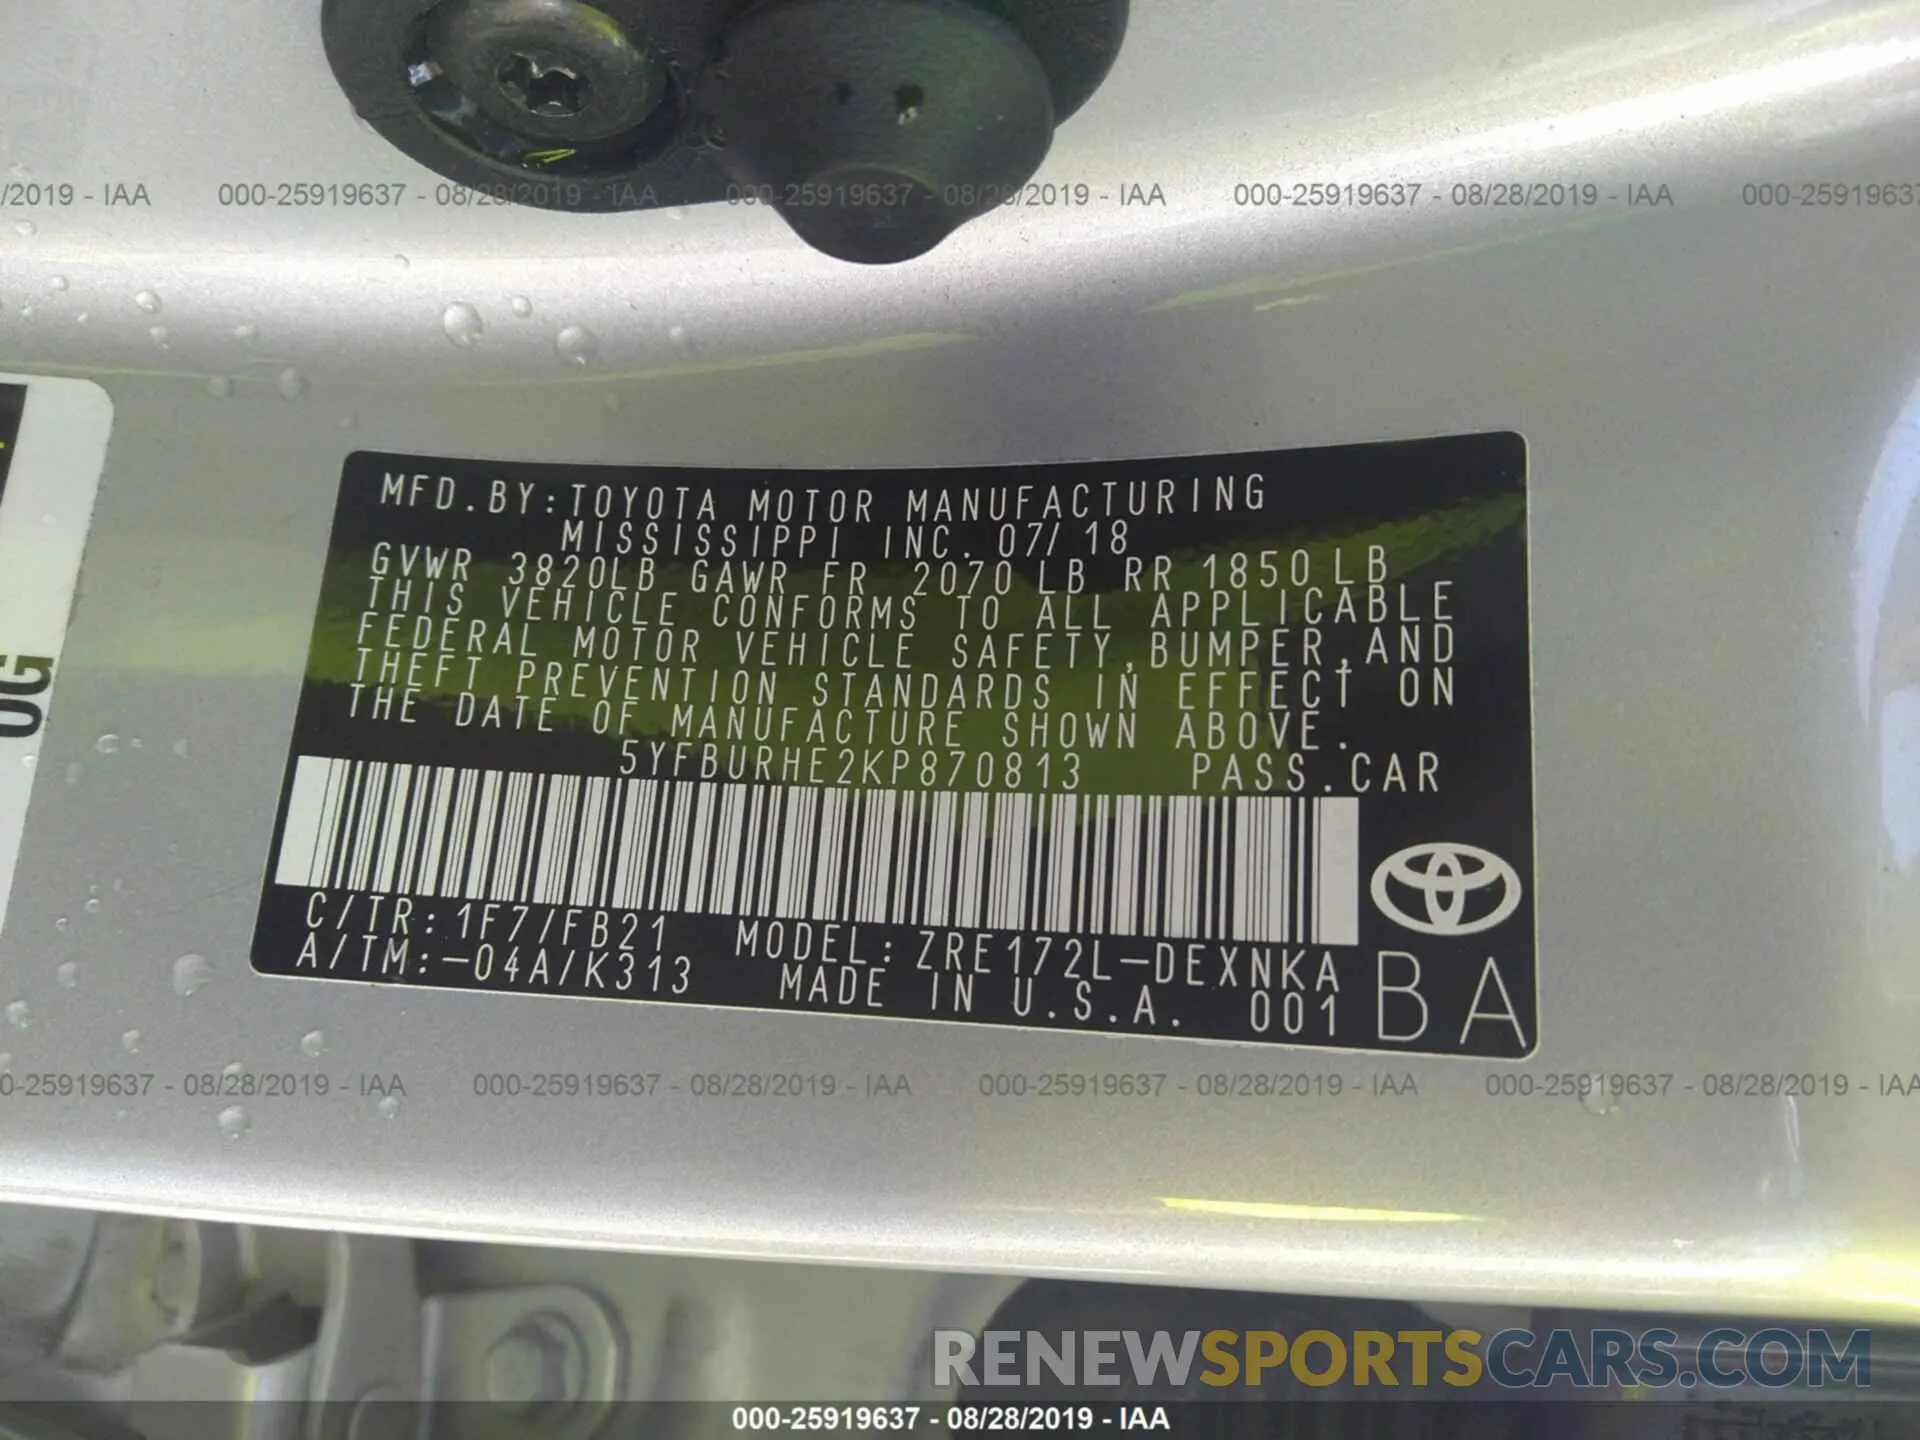 /2019 - IAA 000-25919637 - 08/28/2019 - IAA 000-25919637 - 08/28/2019 - IAA 000-25919637 - 08/28/2019 - IAA 000-2591963
MFD.BY:TOYOTA MOTOR MANUFACTURING
MISSISSIPPI INC. 07/18
GVWR 3820LB GAWR FR 2070LB RR 1850LB
THIS VEHICLE CONFORMS TO ALL APPLICABLE
FEDERAL MOTOR VEHICLE SAFETY,BUMPER,AND
THEFT PREVENTION STANDARDS IN EFFECT ON
THE DATE OF MANUFACTURE SHOWN ABOVE.
5YFBURHE2KP870813 PASS.CAR
C/TR:1F7/FB21 MODEL:ZRE172L-DEXNKA
A/TM:-04A/K313 MADE IN U.S.A. 001 BA
OG
0-25919637 - 08/28/2019 - IAA 000-25919637 - 08/28/2019 - IAA 000-25919637 - 08/28/2019 - IAA 000-25919637 - 08/28/2019 - IAA
RENEWSPORTSCARS.COM
000-25919637 - 08/28/2019 - IAA